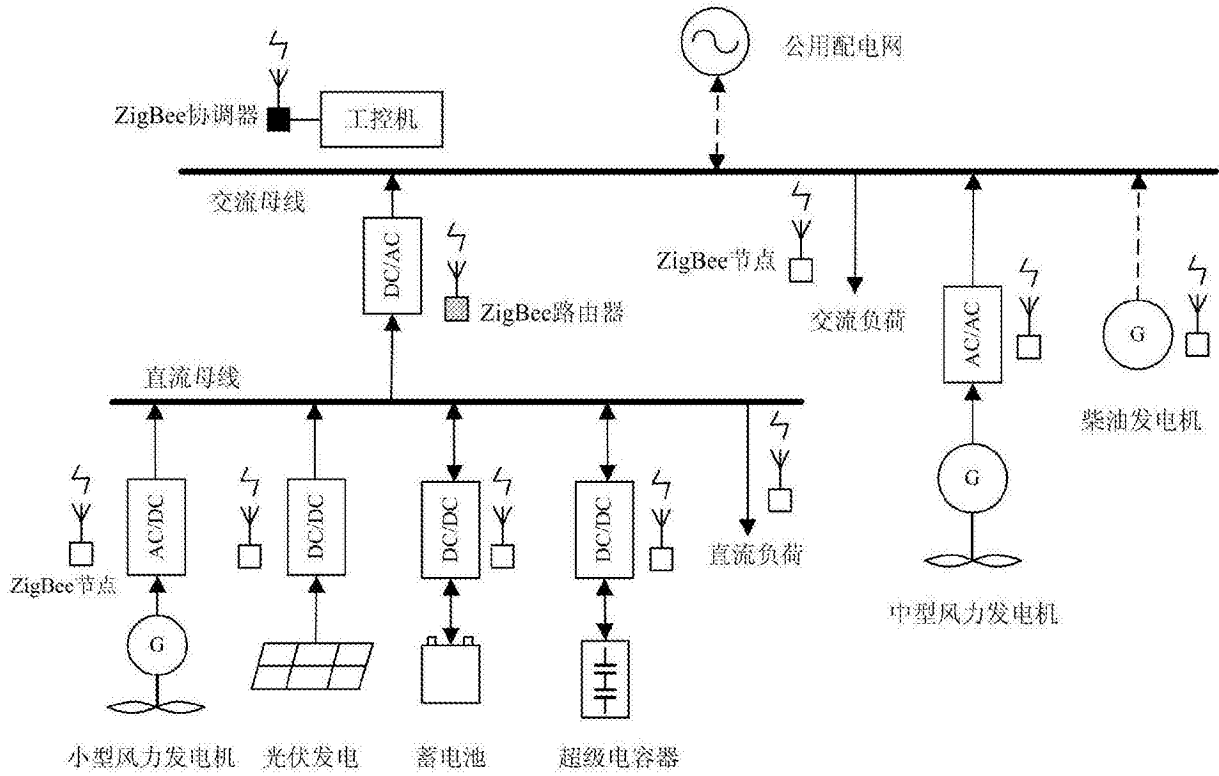 公用配电网
ZigBee协调器
工控机
交流母线
DC/AC
ZigBee路由器
ZigBee节点
交流负荷
AC/AC
G
柴油发电机
直流母线
AC/DC
DC/DC
DC/DC
DC/DC
直流负荷
G
ZigBee节点
G
中型风力发电机
小型风力发电机
光伏发电
蓄电池
超级电容器